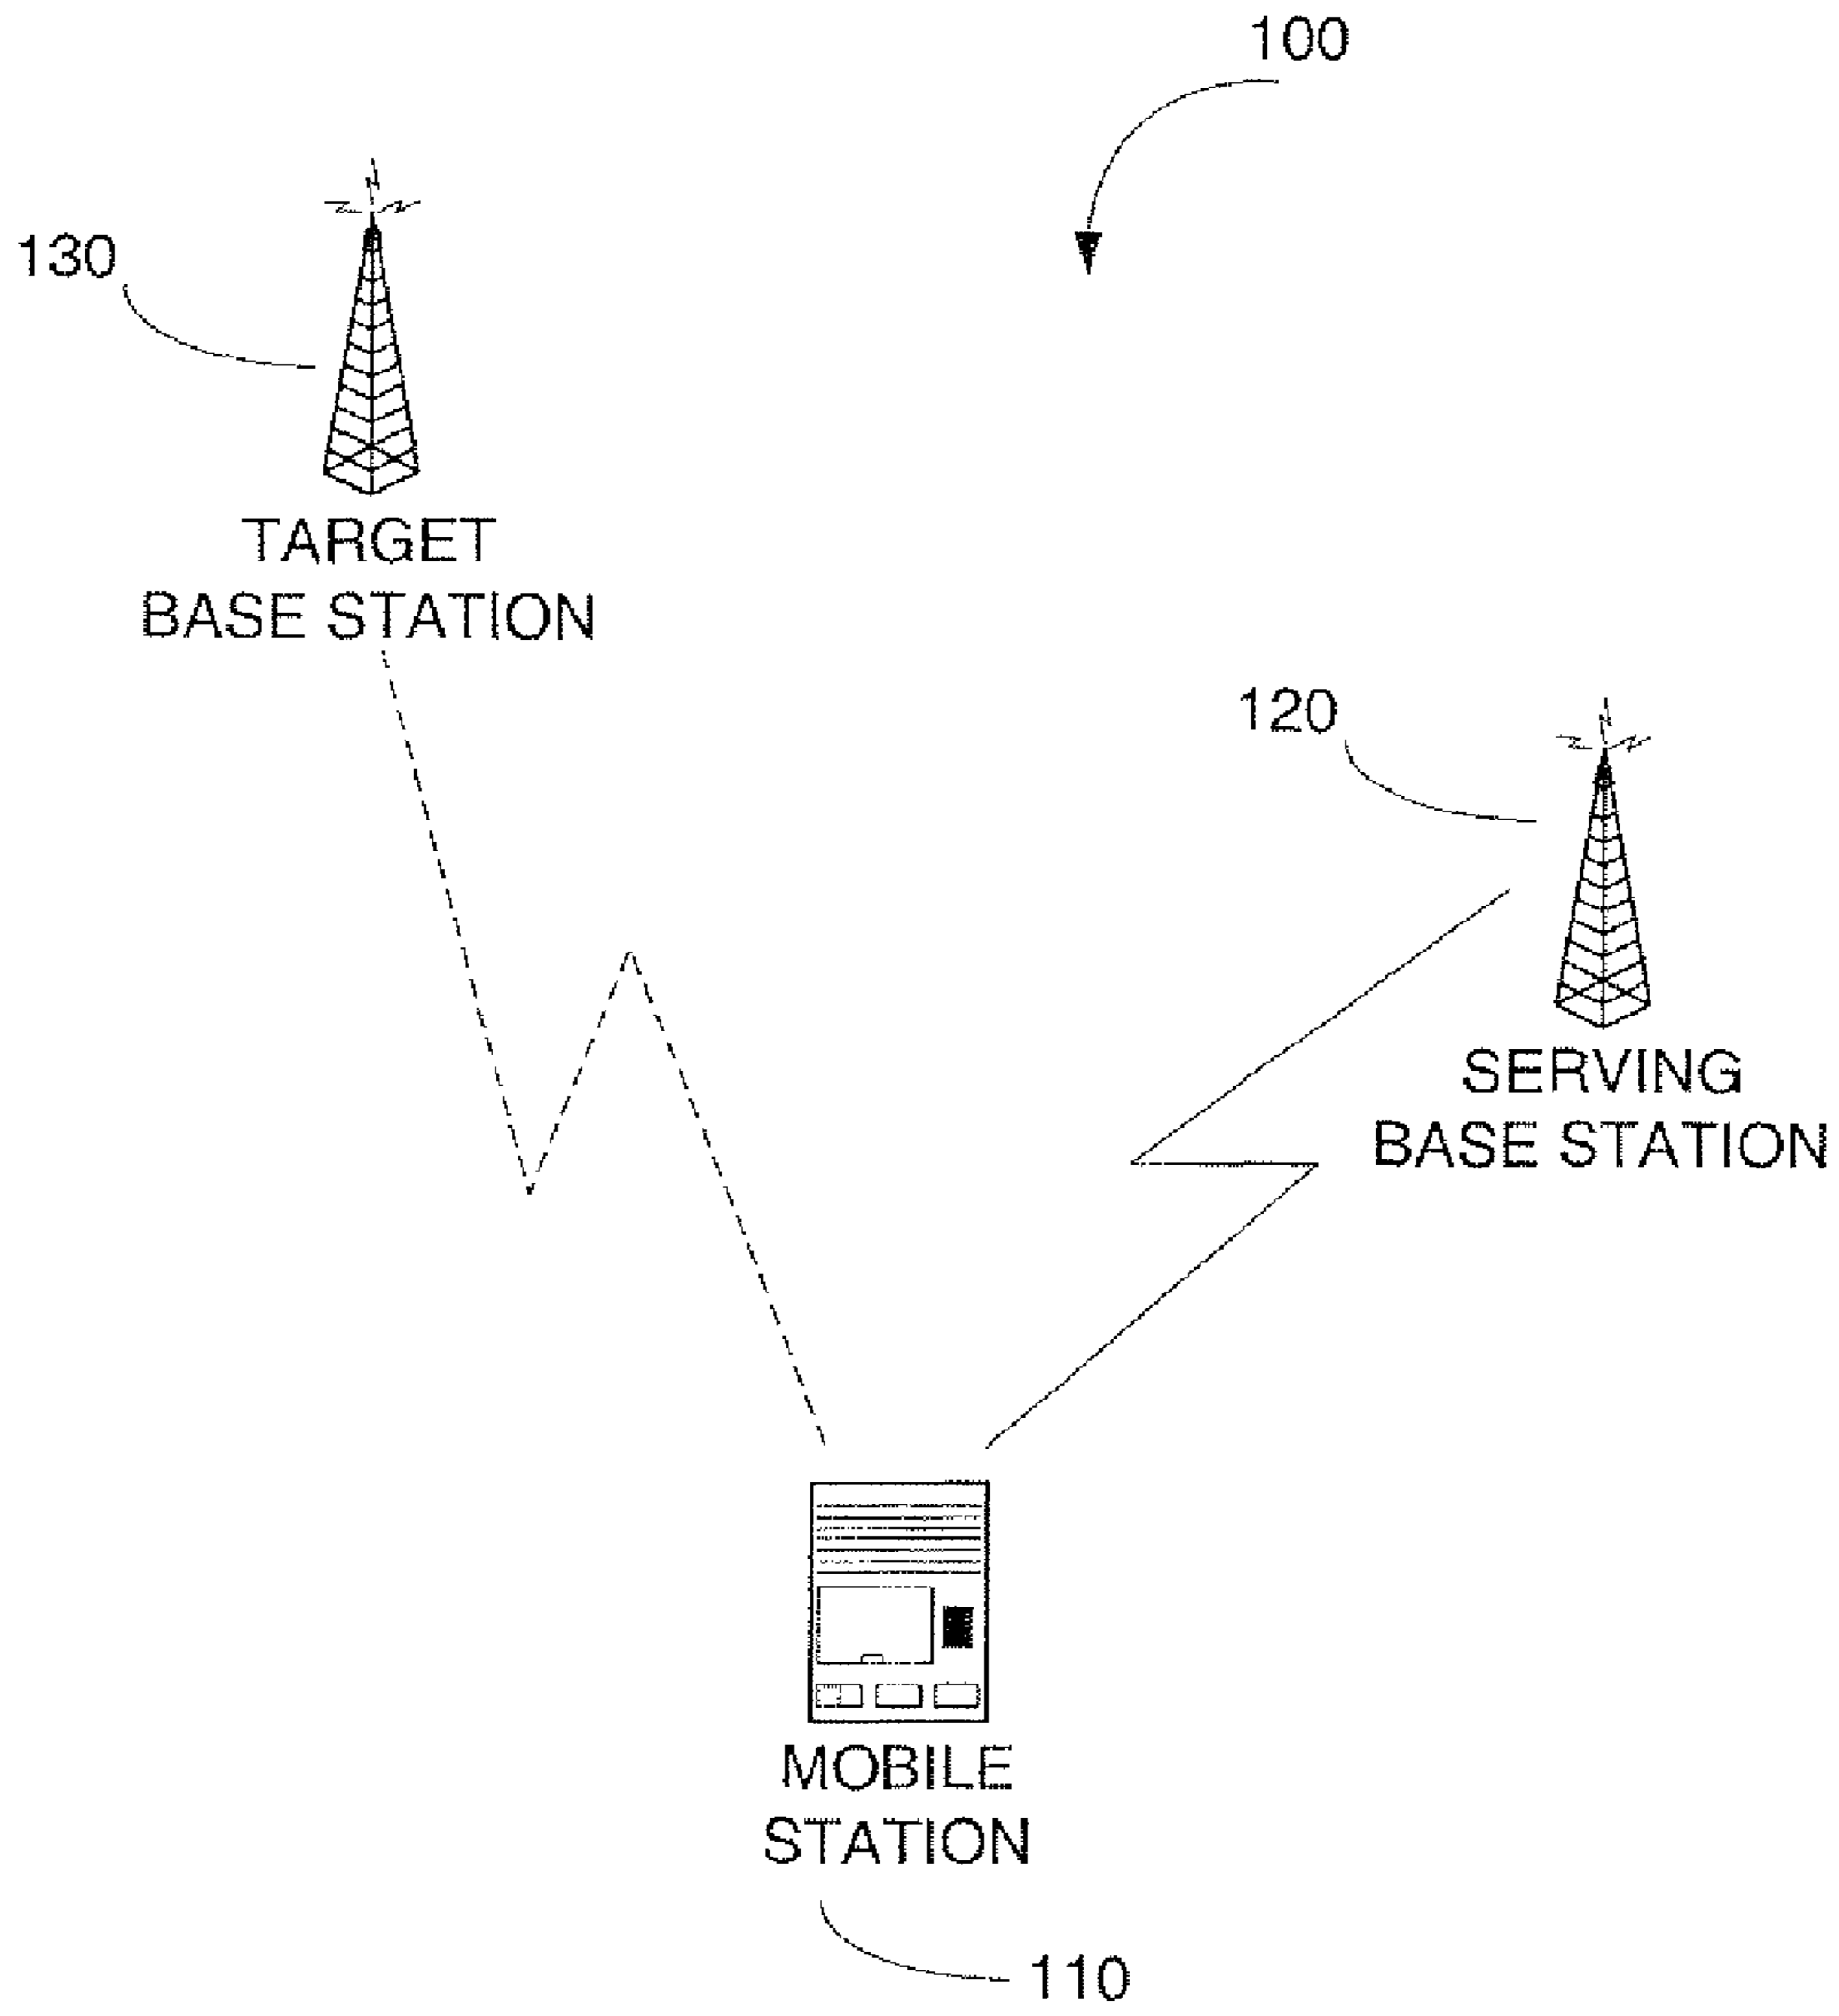 100
130
TARGET
BASE STATION
120
SERVING
BASE STATION
MOBILE
STATION
110